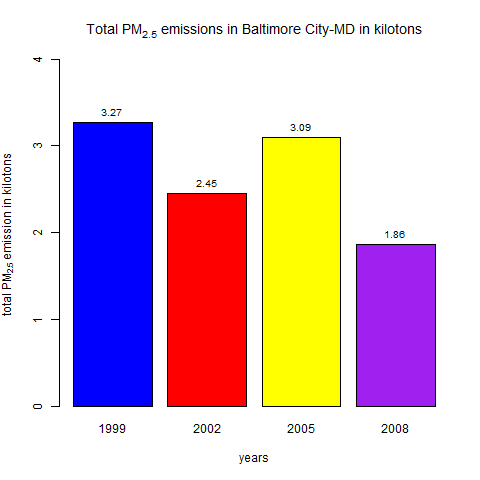 Total PM2.5 emissions in Baltimore City-MD in kilotons
total PM2.5 emission in kilotons
4
3
2
1
0
3.27
2.45
3.09
1.86
1999 2002 2005 2008
years